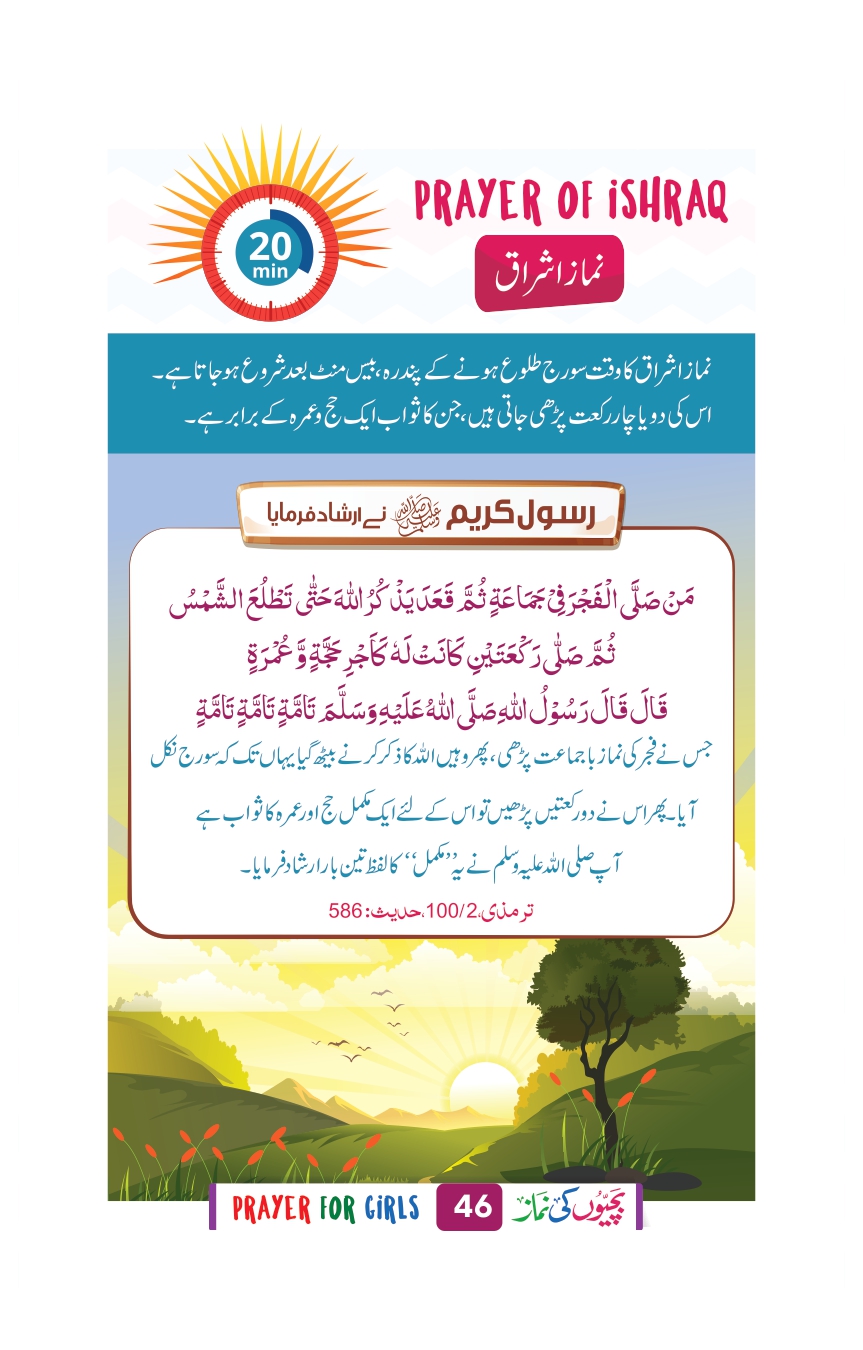 PRAYER OF iSHRAQ
20
min
نماز اشراق
نماز اشراق کا وقت سورج طلوع ہونے کے پندرہ، بیس منٹ بعد شروع ہو جاتا ہے۔
اس کی دو یا چار رکعت پڑھی جاتی ہیں، جن کا ثواب ایک حج و عمرہ کے برابر ہے۔
رسول کریم ﷺ نے ارشاد فرمایا
مَنْ صَلَّى الْفَجْرَ فِيْ جَمَاعَةٍ ثُمَّ قَعَدَ يَذْكُرُ اللهَ حَتّٰى تَطْلُعَ الشَّمْسُ
ثُمَّ صَلّٰى رَكْعَتَيْنِ كَانَتْ لَهٗ كَاَجْرِ حَجَّةٍ وَّ عُمْرَةٍ
قَالَ قَالَ رَسُوْلُ اللهِ صَلَّى اللهُ عَلَيْهِ وَسَلَّمَ تَامَّةٍ تَامَّةٍ تَامَّةٍ
جس نے فجر کی نماز با جماعت پڑھی، پھر وہیں اللہ کا ذکر کرنے بیٹھ گیا یہاں تک کہ سورج نکل
آیا۔ پھر اس نے دو رکعتیں پڑھیں تو اس کے لئے ایک مکمل حج اور عمرہ کا ثواب ہے
آپ صلی اللہ علیہ وسلم نے یہ ”مکمل“ کا لفظ تین بار ارشاد فرمایا۔
ترمذی، 100/2، حدیث: 586
PRAYER FOR GiRLS 46 بچیّوں کی نماز